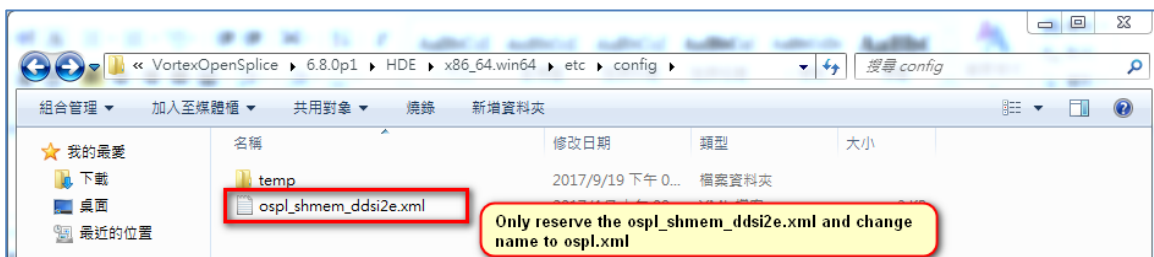 « VortexOpenSplice ▸ 6.8.0p1 ▸ HDE ▸ x86_64.win64 ▸ etc ▸ config ▸
搜尋 config
組合管理 ▼ 加入至媒體櫃 ▼ 共用對象 ▼ 燒錄 新增資料夾
我的最愛
下載
桌面
最近的位置
名稱 修改日期 類型 大小
temp 2017/9/19 下午 0... 檔案資料夾
ospl_shmem_ddsi2e.xml
Only reserve the ospl_shmem_ddsi2e.xml and change
name to ospl.xml